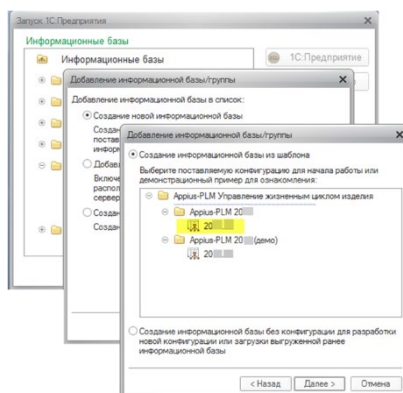 Запуск 1С:Предприятия
Информационные базы
Информационные базы
1С:Предприятие
Добавление информационной базы/группы
Добавление информационной базы в список:
Создание новой информационной базы
Создан
постав
информ
Добавл
Включе
распол
сервер
Создан
Создан
Добавление информационной базы/группы
Создание информационной базы из шаблона
Выберите поставляемую конфигурацию для начала работы или
демонстрационный пример для ознакомления:
Appius-PLM Управление жизненным циклом изделия
Appius-PLM 20
20
Appius-PLM 20 (демо)
20
Создание информационной базы без конфигурации для разработки
новой конфигурации или загрузки выгруженной ранее
информационной базы
< Назад
Далее >
Отмена